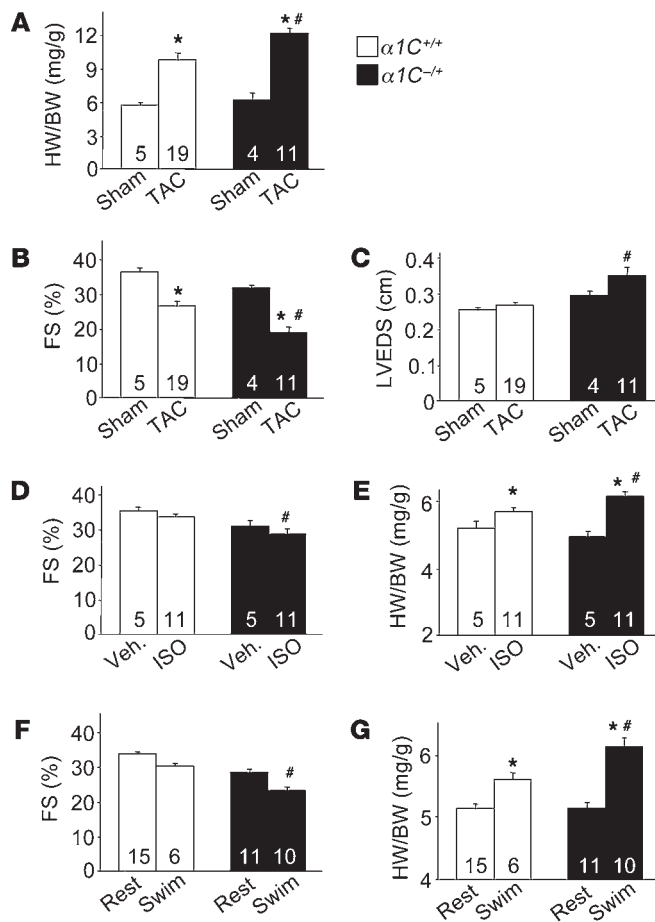 A
HW/BW (mg/g)
12
9
6
3
0
* * #
5 19 4 11
Sham TAC Sham TAC
α1C+/+
α1C−/+
B
FS (%)
40
30
20
10
0
* * #
5 19 4 11
Sham TAC Sham TAC
C
LVEDS (cm)
0.4
0.3
0.2
0.1
0
#
5 19 4 11
Sham TAC Sham TAC
D
FS (%)
40
30
20
10
0
#
5 11 5 11
Veh. ISO Veh. ISO
E
HW/BW (mg/g)
6
4
2
* * #
5 11 5 11
Veh. ISO Veh. ISO
F
FS (%)
40
30
20
10
0
#
15 6 11 10
Rest Swim Rest Swim
G
HW/BW (mg/g)
6
5
4
* * #
15 6 11 10
Rest Swim Rest Swim